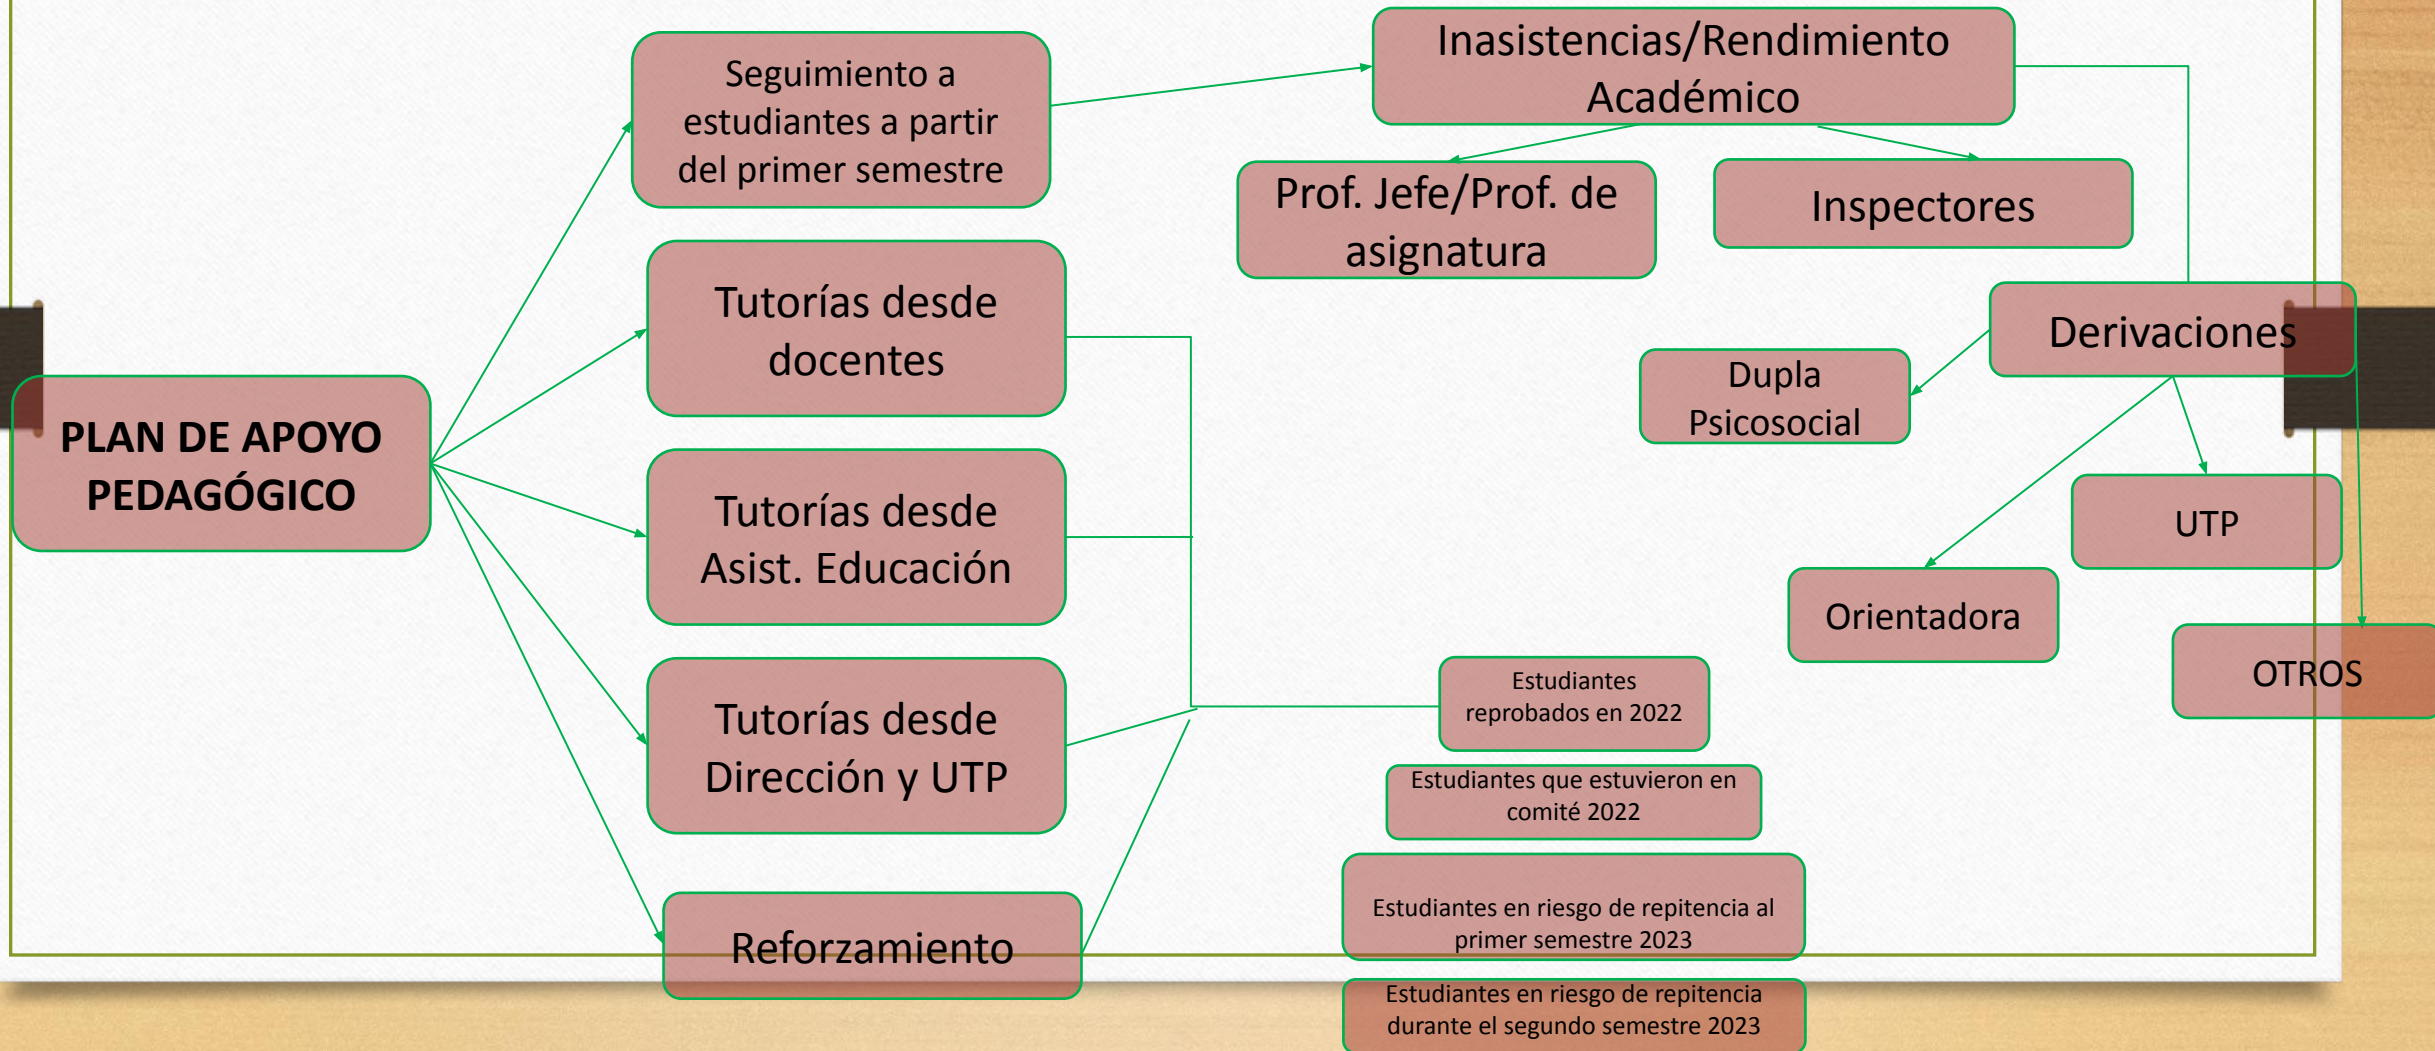 PLAN DE APOYO
PEDAGÓGICO
Seguimiento a
estudiantes a partir
del primer semestre
Tutorías desde
docentes
Tutorías desde
Asist. Educación
Tutorías desde
Dirección y UTP
Reforzamiento
Inasistencias/Rendimiento
Académico
Prof. Jefe/Prof. de
asignatura
Inspectores
Derivaciones
Dupla
Psicosocial
UTP
Orientadora
OTROS
Estudiantes
reprobados en 2022
Estudiantes que estuvieron en
comité 2022
Estudiantes en riesgo de repitencia al
primer semestre 2023
Estudiantes en riesgo de repitencia
durante el segundo semestre 2023